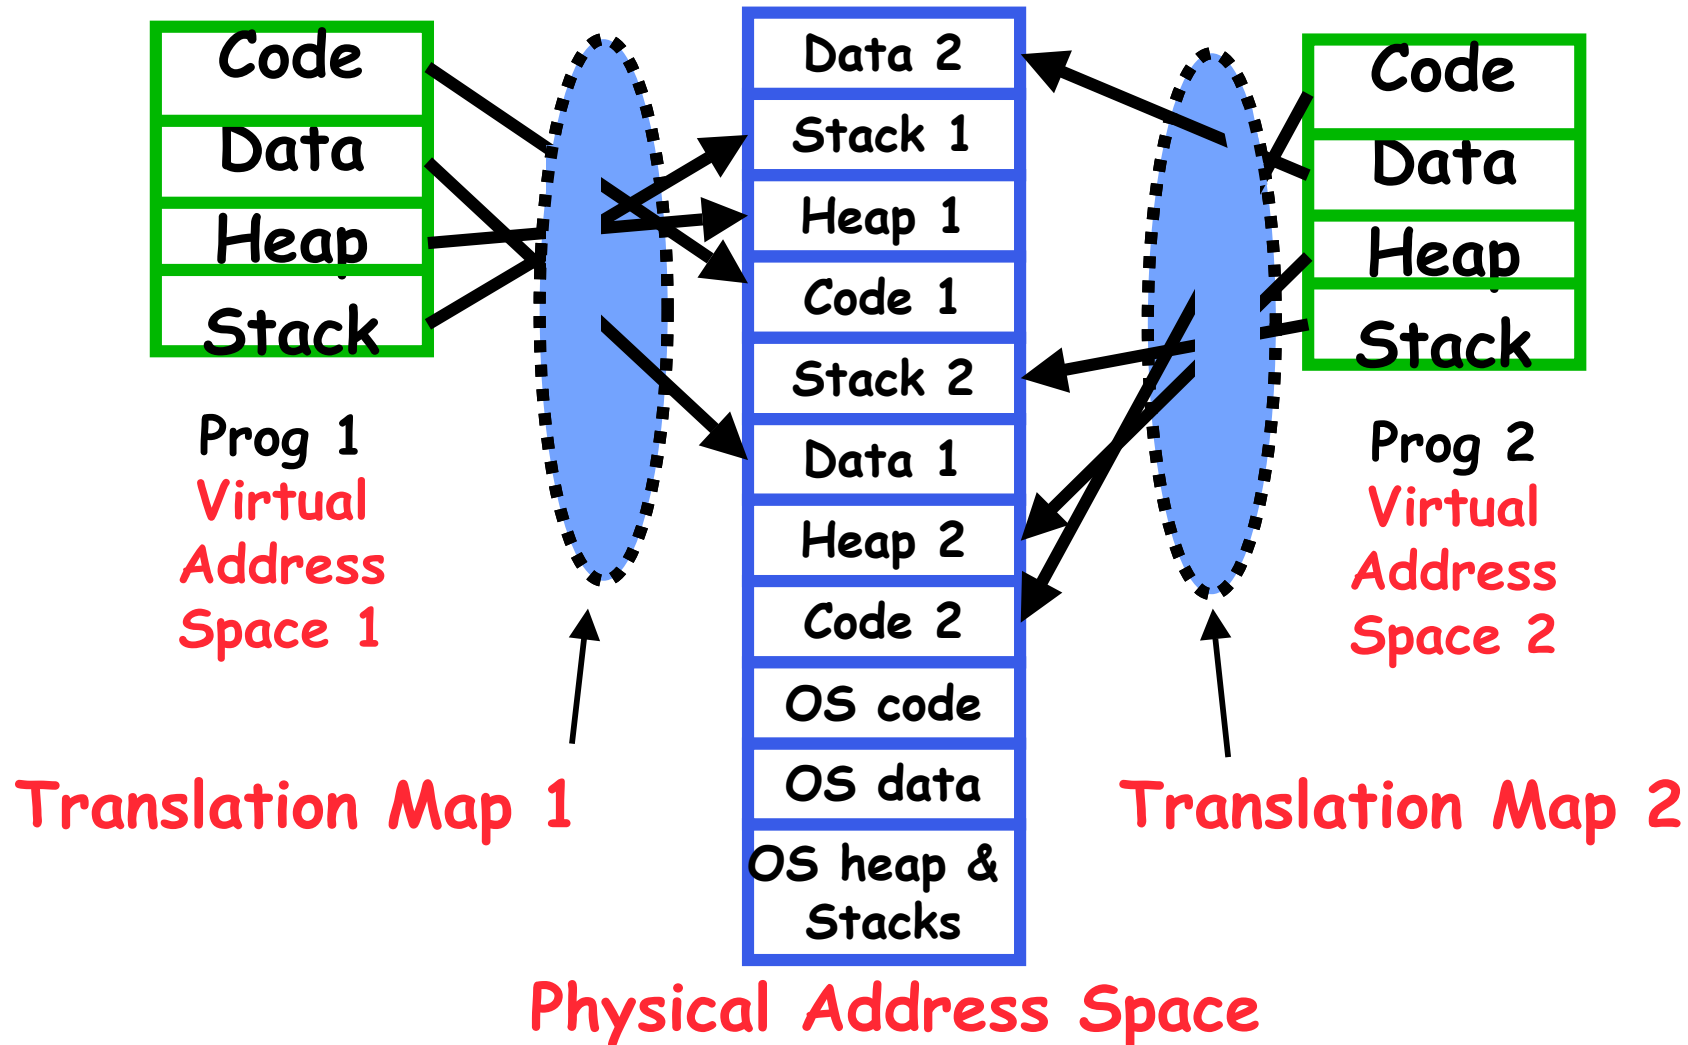 Code
Data
Heap
Stack
Prog 1
Virtual
Address
Space 1
Translation Map 1
Data 2
Stack 1
Heap 1
Code 1
Stack 2
Data 1
Heap 2
Code 2
OS code
OS data
OS heap &
Stacks
Physical Address Space
Code
Data
Heap
Stack
Prog 2
Virtual
Address
Space 2
Translation Map 2